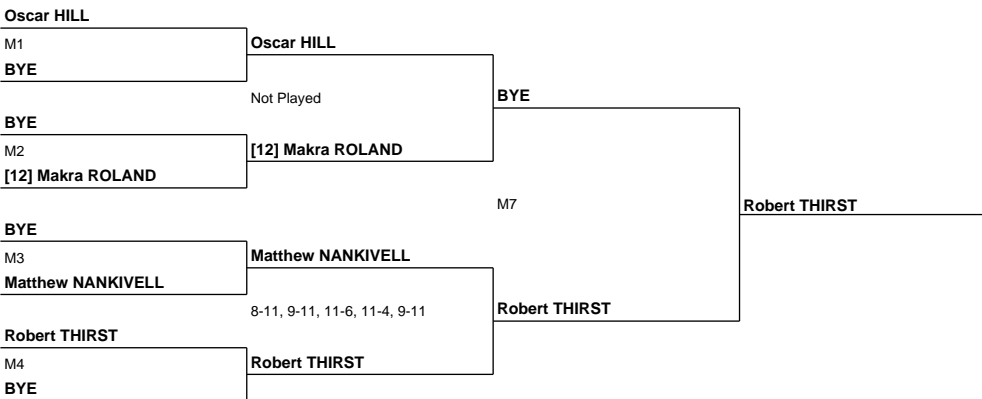 Oscar HILL
M1
BYE
Oscar HILL
Not Played
BYE
M2
[12] Makra ROLAND
[12] Makra ROLAND
BYE
M7
BYE
M3
Matthew NANKIVELL
Matthew NANKIVELL
8-11, 9-11, 11-6, 11-4, 9-11
Robert THIRST
M4
BYE
Robert THIRST
Robert THIRST
Robert THIRST